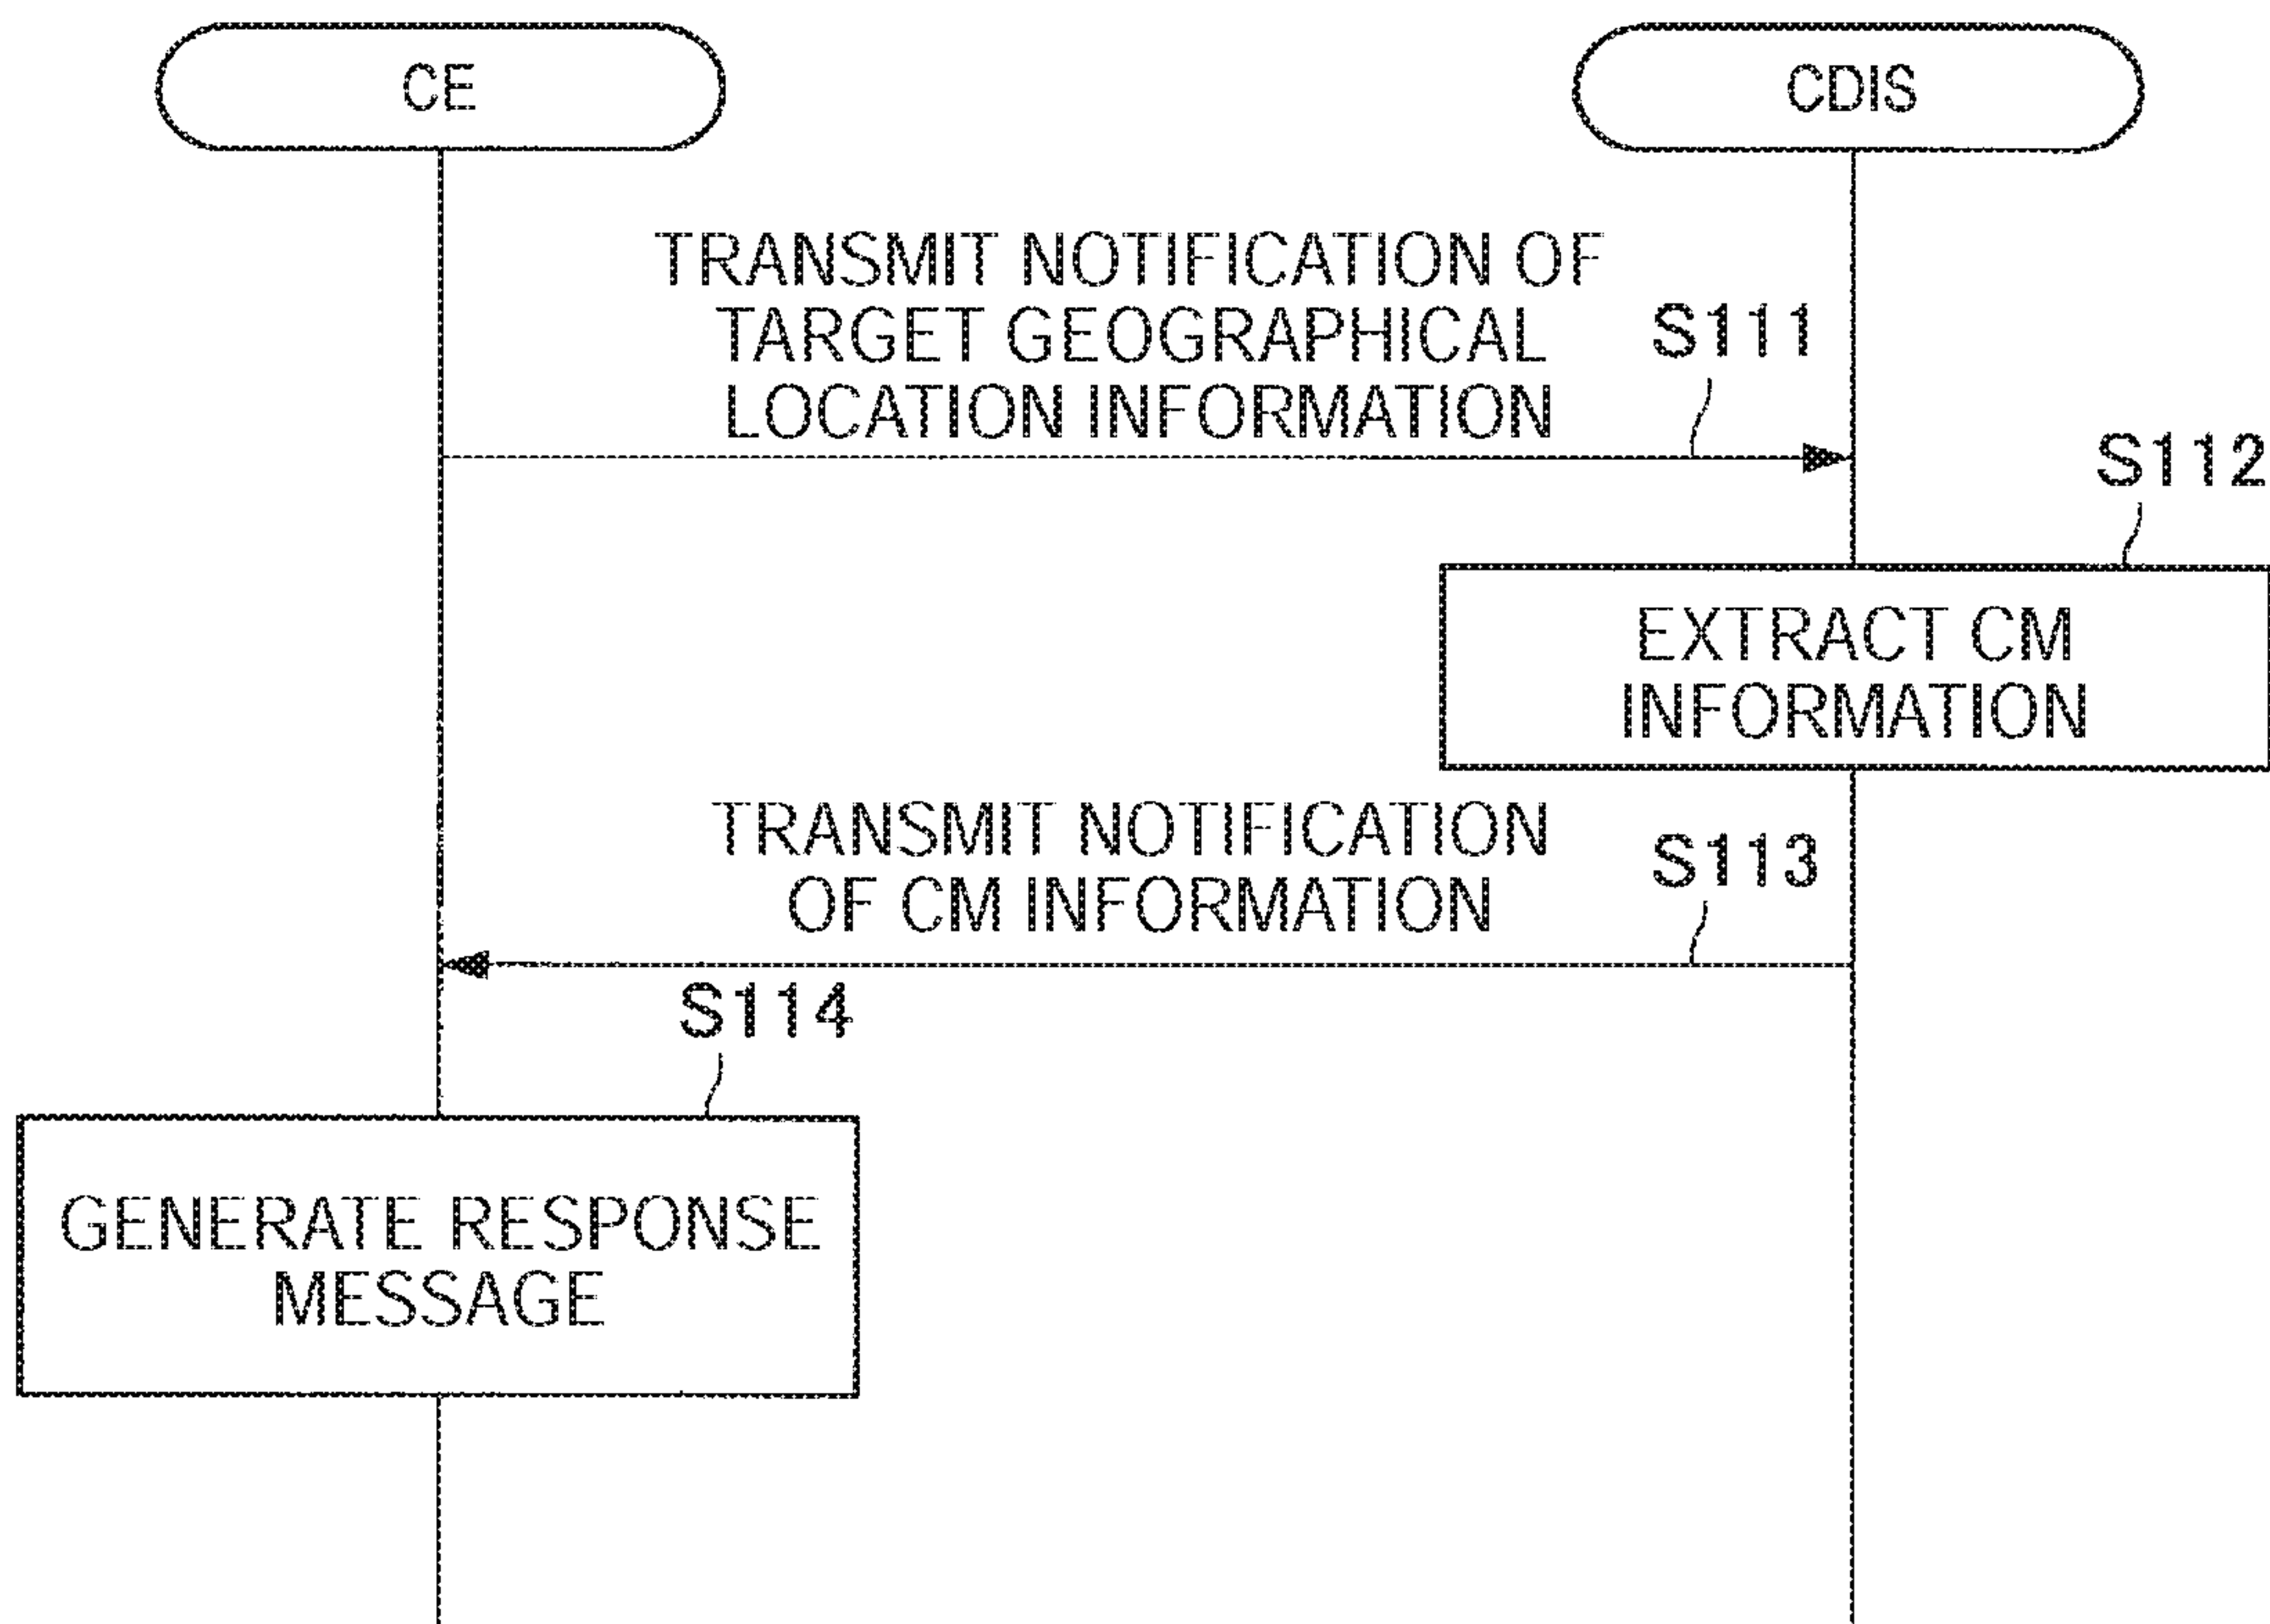 CE
CDIS
TRANSMIT NOTIFICATION OF
TARGET GEOGRAPHICAL
LOCATION INFORMATION
S111
S112
EXTRACT CM
INFORMATION
TRANSMIT NOTIFICATION
OF CM INFORMATION
S113
S114
GENERATE RESPONSE
MESSAGE